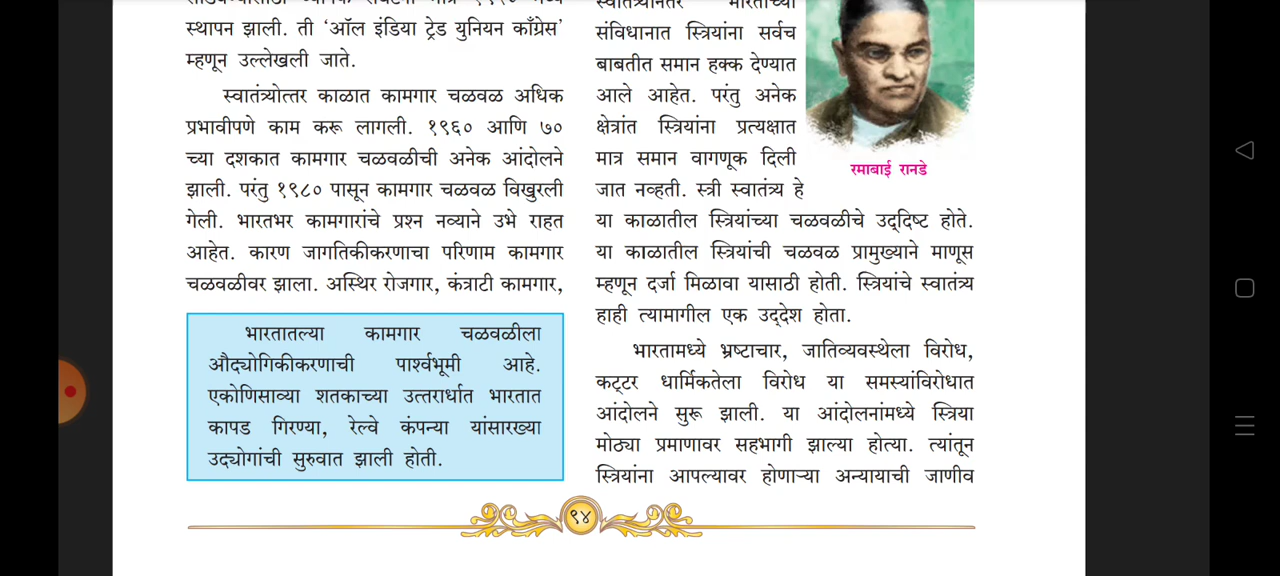 स्थापन झाली. ती ‘ऑल इंडिया ट्रेड युनियन काँग्रेस’
म्हणून उल्लेखली जाते.
स्वातंत्र्योत्तर काळात कामगार चळवळ अधिक
प्रभावीपणे काम करू लागली. १९६० आणि ७०
च्या दशकात कामगार चळवळीची अनेक आंदोलने
झाली. परंतु १९८० पासून कामगार चळवळ विखुरली
गेली. भारतभर कामगारांचे प्रश्न नव्याने उभे राहत
आहेत. कारण जागतिकीकरणाचा परिणाम कामगार
चळवळीवर झाला. अस्थिर रोजगार, कंत्राटी कामगार,
भारतातल्या कामगार चळवळीला
औद्योगिकीकरणाची पार्श्वभूमी आहे.
एकोणिसाव्या शतकाच्या उत्तरार्धात भारतात
कापड गिरण्या, रेल्वे कंपन्या यांसारख्या
उद्योगांची सुरुवात झाली होती.
स्वातंत्र्यानंतर भारताच्या
संविधानात स्त्रियांना सर्वच
बाबतीत समान हक्क देण्यात
आले आहेत. परंतु अनेक
क्षेत्रांत स्त्रियांना प्रत्यक्षात
मात्र समान वागणूक दिली
जात नव्हती. स्त्री स्वातंत्र्य हे
रमाबाई रानडे
या काळातील स्त्रियांच्या चळवळीचे उद्‌दिष्ट होते.
या काळातील स्त्रियांची चळवळ प्रामुख्याने माणूस
म्हणून दर्जा मिळावा यासाठी होती. स्त्रियांचे स्वातंत्र्य
हाही त्यामागील एक उद्‌देश होता.
भारतामध्ये भ्रष्टाचार, जातिव्यवस्थेला विरोध,
कट्टर धार्मिकतेला विरोध या समस्यांविरोधात
आंदोलने सुरू झाली. या आंदोलनांमध्ये स्त्रिया
मोठ्या प्रमाणावर सहभागी झाल्या होत्या. त्यांतून
स्त्रियांना आपल्यावर होणाऱ्या अन्यायाची जाणीव
९४